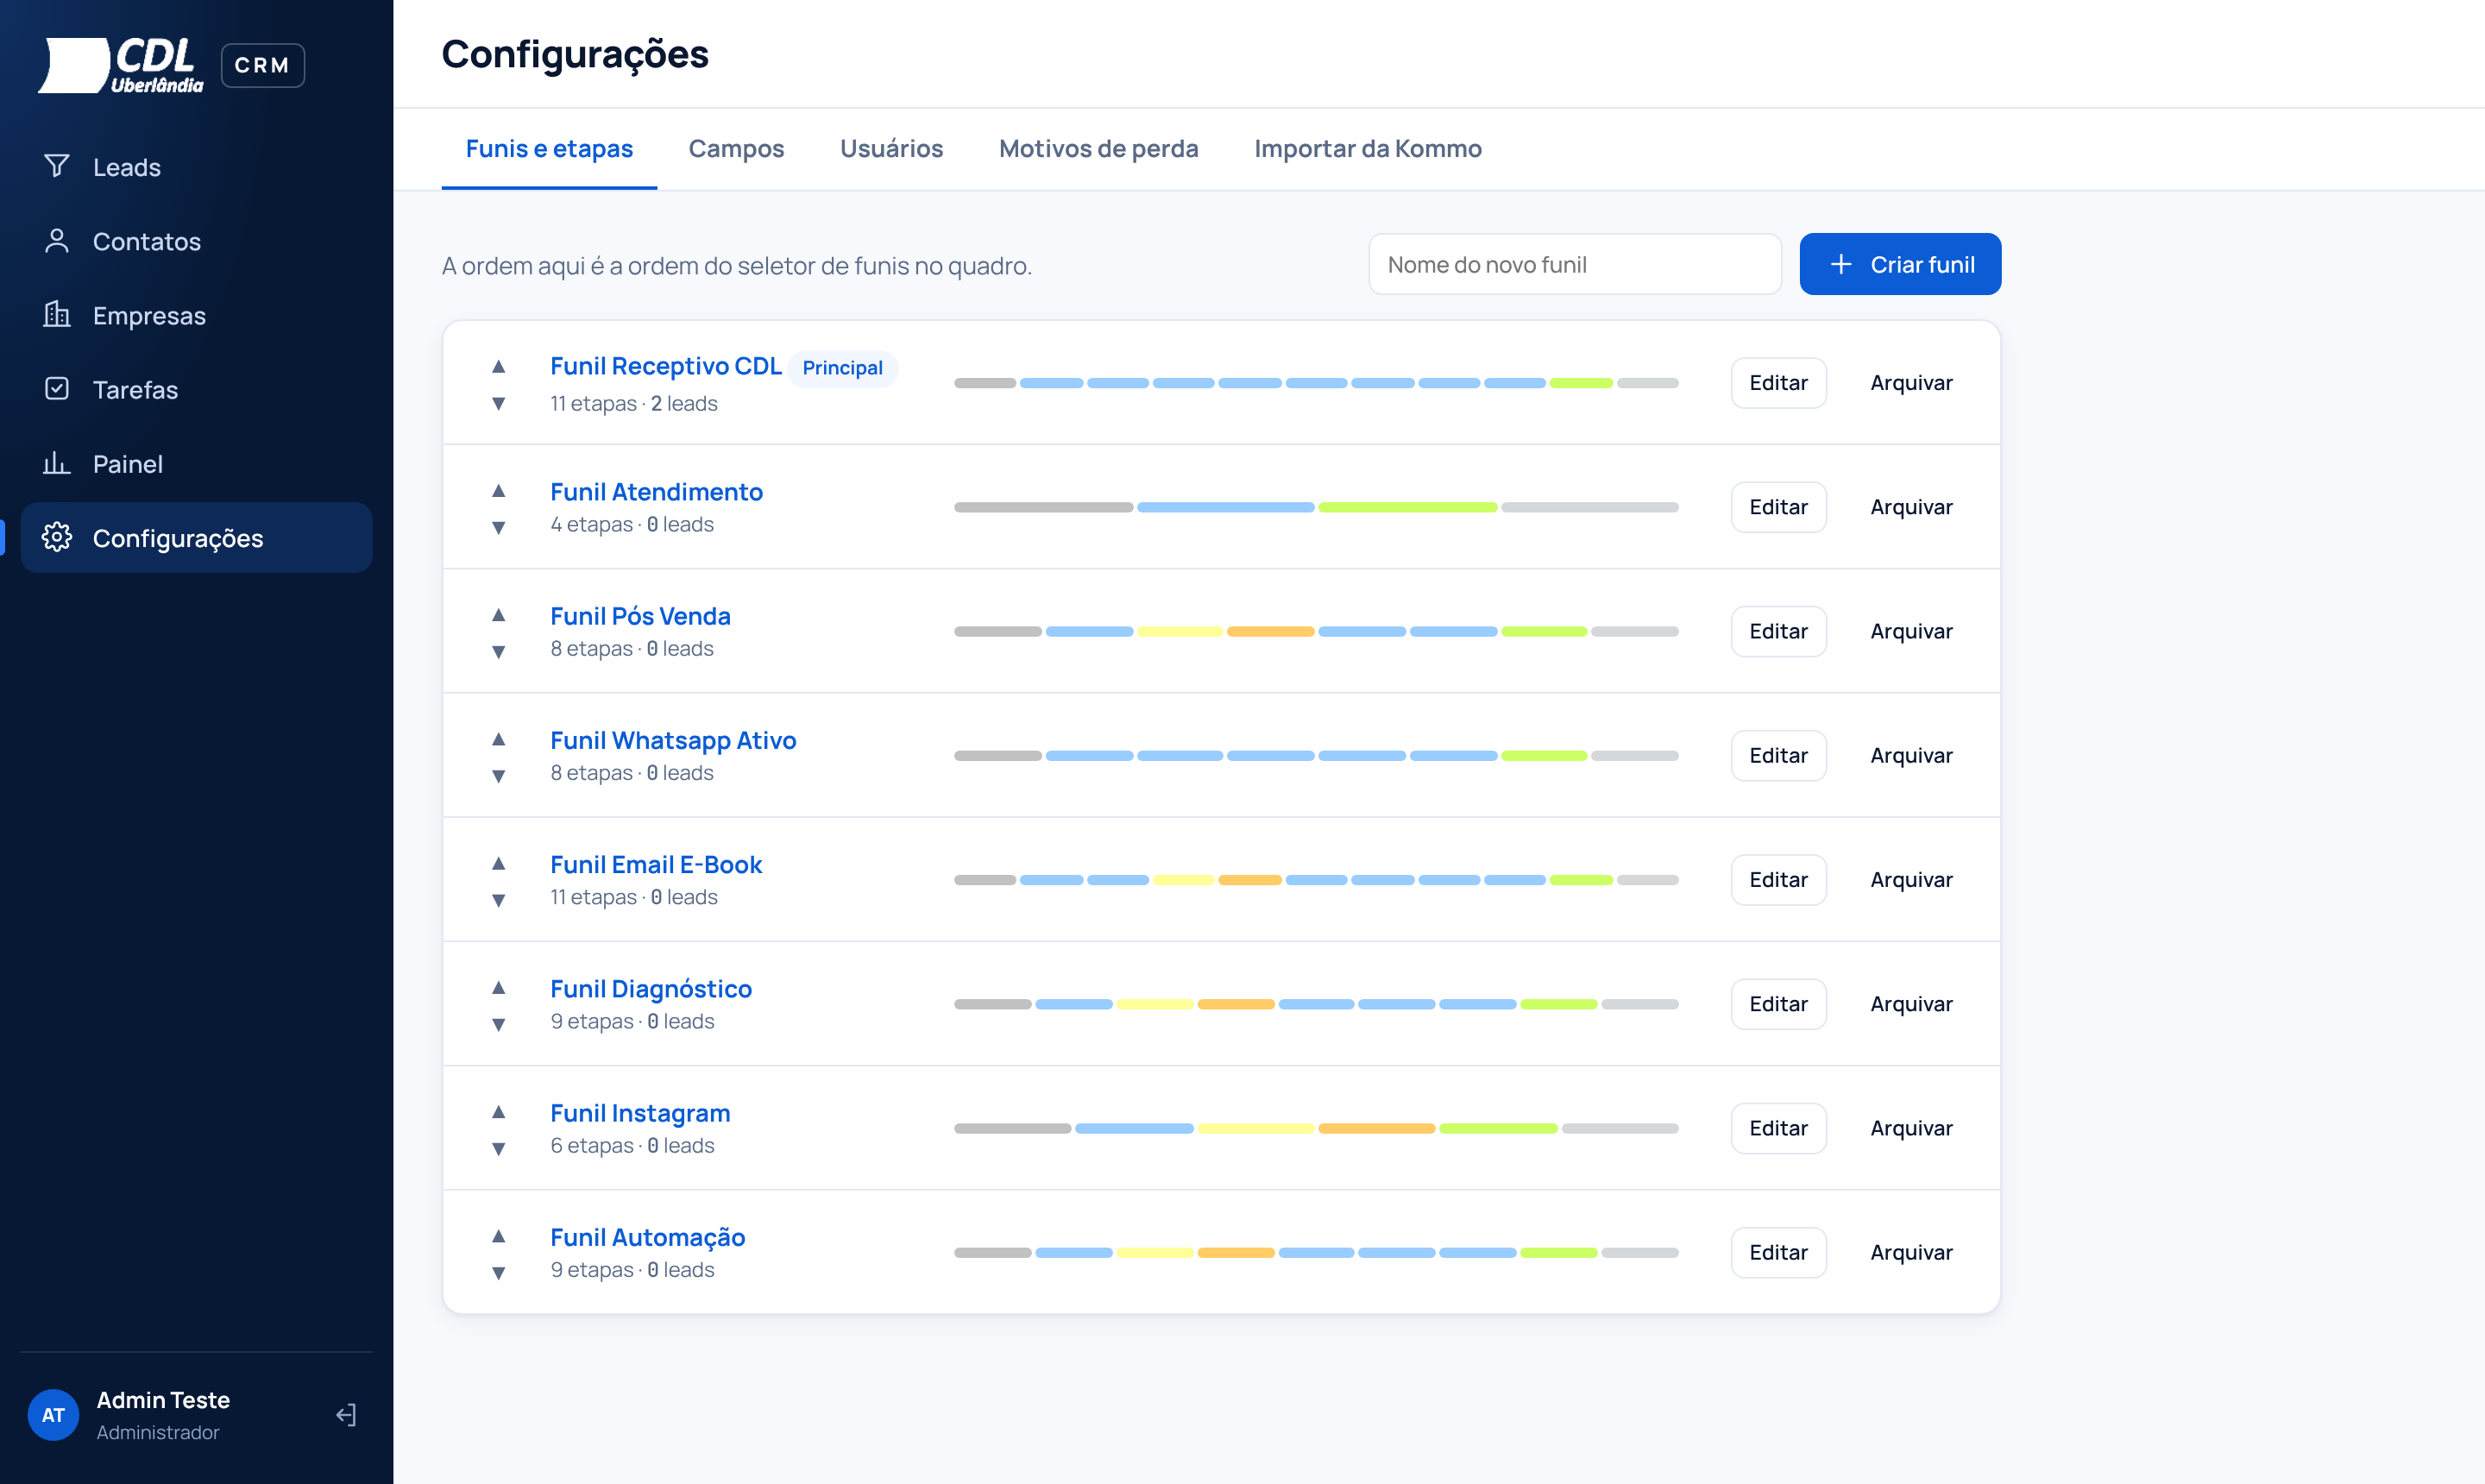 CDL
Uberlândia
CRM
Leads
Contatos
Empresas
Tarefas
Painel
Configurações
AT
Admin Teste
Administrador
Configurações
Funis e etapas
Campos
Usuários
Motivos de perda
Importar da Kommo
A ordem aqui é a ordem do seletor de funis no quadro.
Nome do novo funil
Criar funil
Funil Receptivo CDL Principal
11 etapas · 2 leads
Editar
Arquivar
Funil Atendimento
4 etapas · 0 leads
Editar
Arquivar
Funil Pós Venda
8 etapas · 0 leads
Editar
Arquivar
Funil Whatsapp Ativo
8 etapas · 0 leads
Editar
Arquivar
Funil Email E-Book
11 etapas · 0 leads
Editar
Arquivar
Funil Diagnóstico
9 etapas · 0 leads
Editar
Arquivar
Funil Instagram
6 etapas · 0 leads
Editar
Arquivar
Funil Automação
9 etapas · 0 leads
Editar
Arquivar